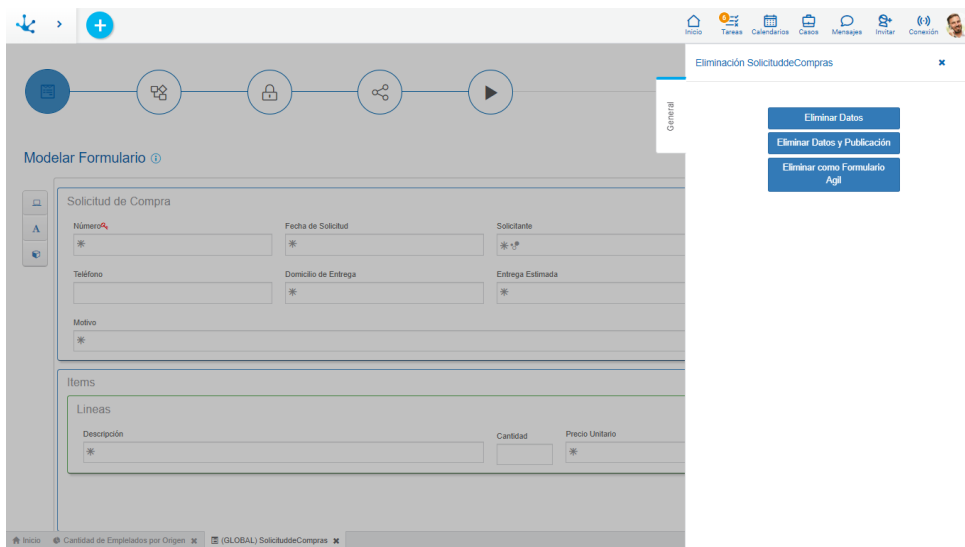 6
Inicio
Tareas
Calendarios
Casos
Mensajes
Invitar
Conexión
Eliminación SolicituddeCompras
General
Eliminar Datos
Eliminar Datos y Publicación
Eliminar como Formulario
Agil
Modelar Formulario
A
Solicitud de Compra
Número
Fecha de Solicitud
Solicitante
Teléfono
Domicilio de Entrega
Entrega Estimada
Motivo
Items
Líneas
Descripción
Cantidad
Precio Unitario
Inicio
Cantidad de Emplelados por Origen
(GLOBAL) SolicituddeCompras